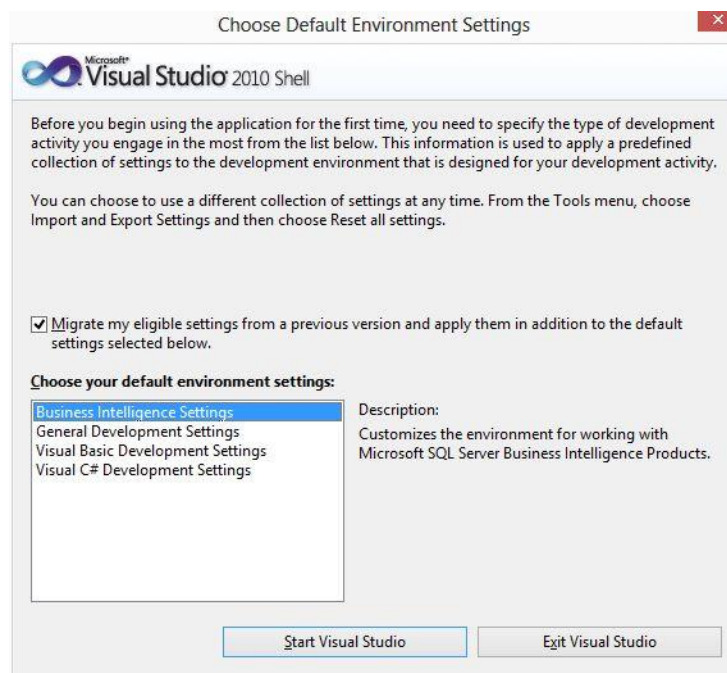 Choose Default Environment Settings
Microsoft®
Visual Studio® 2010 Shell
Before you begin using the application for the first time, you need to specify the type of development
activity you engage in the most from the list below. This information is used to apply a predefined
collection of settings to the development environment that is designed for your development activity.
You can choose to use a different collection of settings at any time. From the Tools menu, choose
Import and Export Settings and then choose Reset all settings.
Migrate my eligible settings from a previous version and apply them in addition to the default
settings selected below.
Choose your default environment settings:
Business Intelligence Settings
General Development Settings
Visual Basic Development Settings
Visual C# Development Settings
Description:
Customizes the environment for working with
Microsoft SQL Server Business Intelligence Products.
Start Visual Studio
Exit Visual Studio